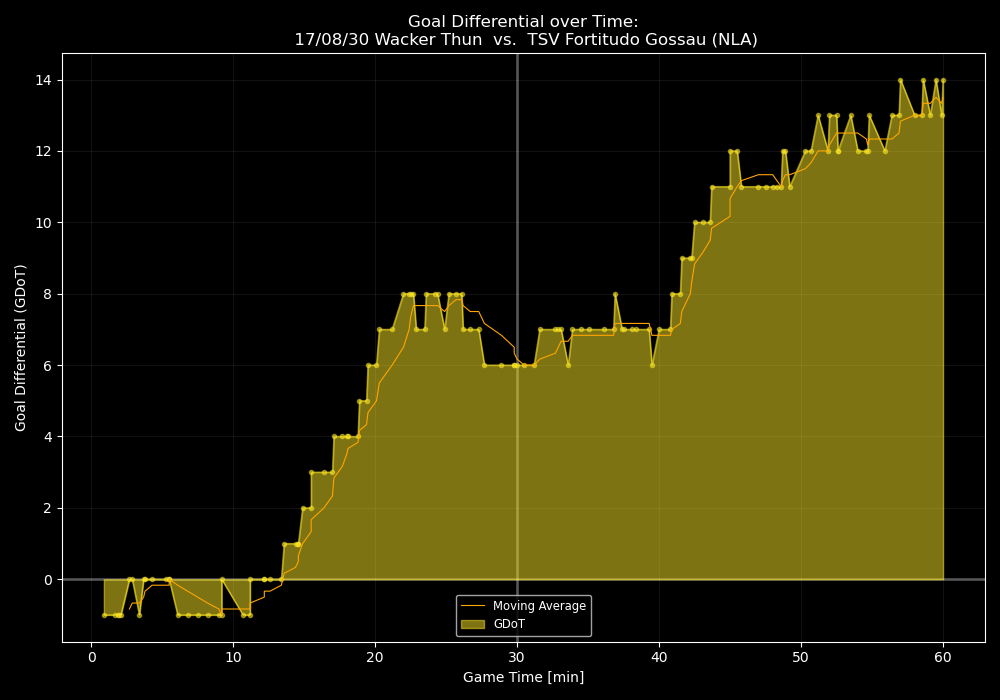 Goal Differential over Time:
17/08/30 Wacker Thun  vs.  TSV Fortitudo Gossau (NLA)
Goal Differential (GDoT)
14
12
10
8
6
4
2
0
Moving Average
GDoT
0
10
20
30
40
50
60
Game Time [min]